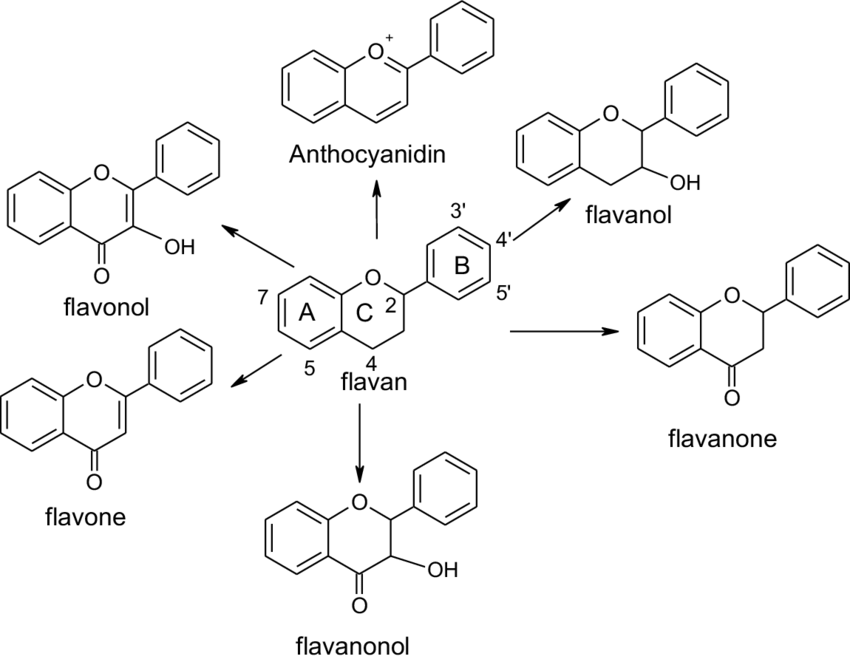 O
+
Anthocyanidin
O
OH
flavanol
O
O
OH
flavonol
3'
4'
5'
B
O
7
A
C
2
5
4
flavan
O
O
flavanone
O
O
flavone
O
O
OH
flavanonol